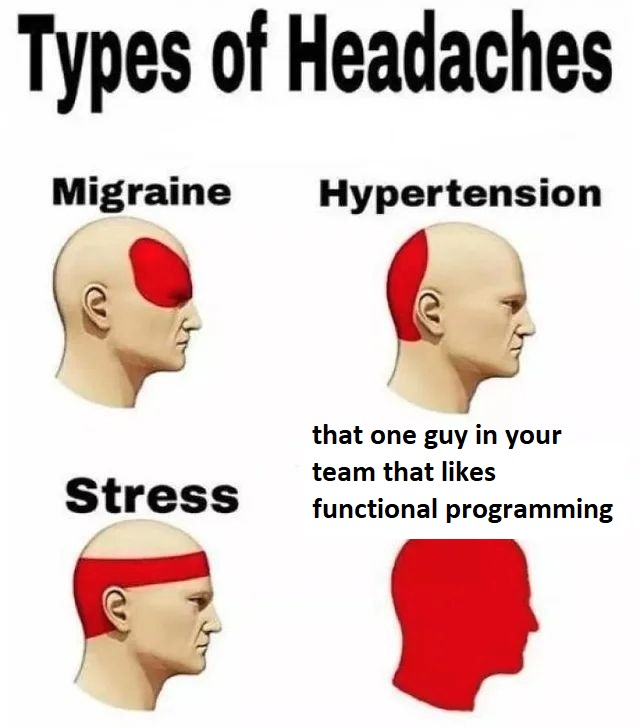 Types of Headaches
Migraine
Hypertension
Stress
that one guy in your
team that likes
functional programming